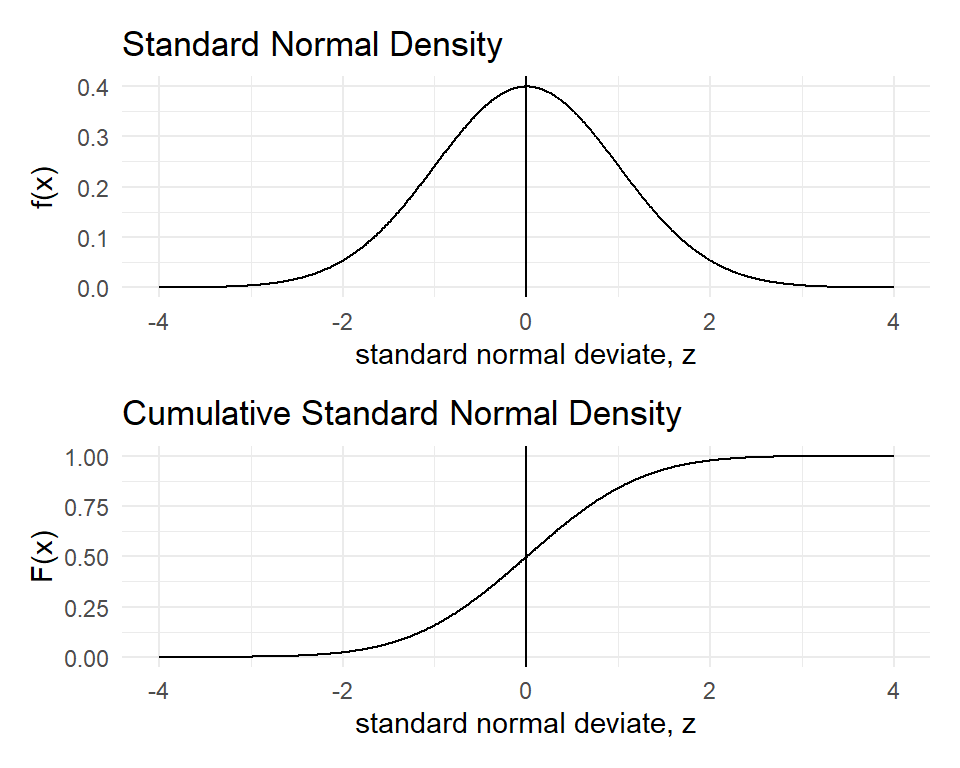 Standard Normal Density
f(x)
0.4
0.3
0.2
0.1
0.0
-4 -2 0 2 4
standard normal deviate, z
Cumulative Standard Normal Density
F(x)
1.00
0.75
0.50
0.25
0.00
-4 -2 0 2 4
standard normal deviate, z